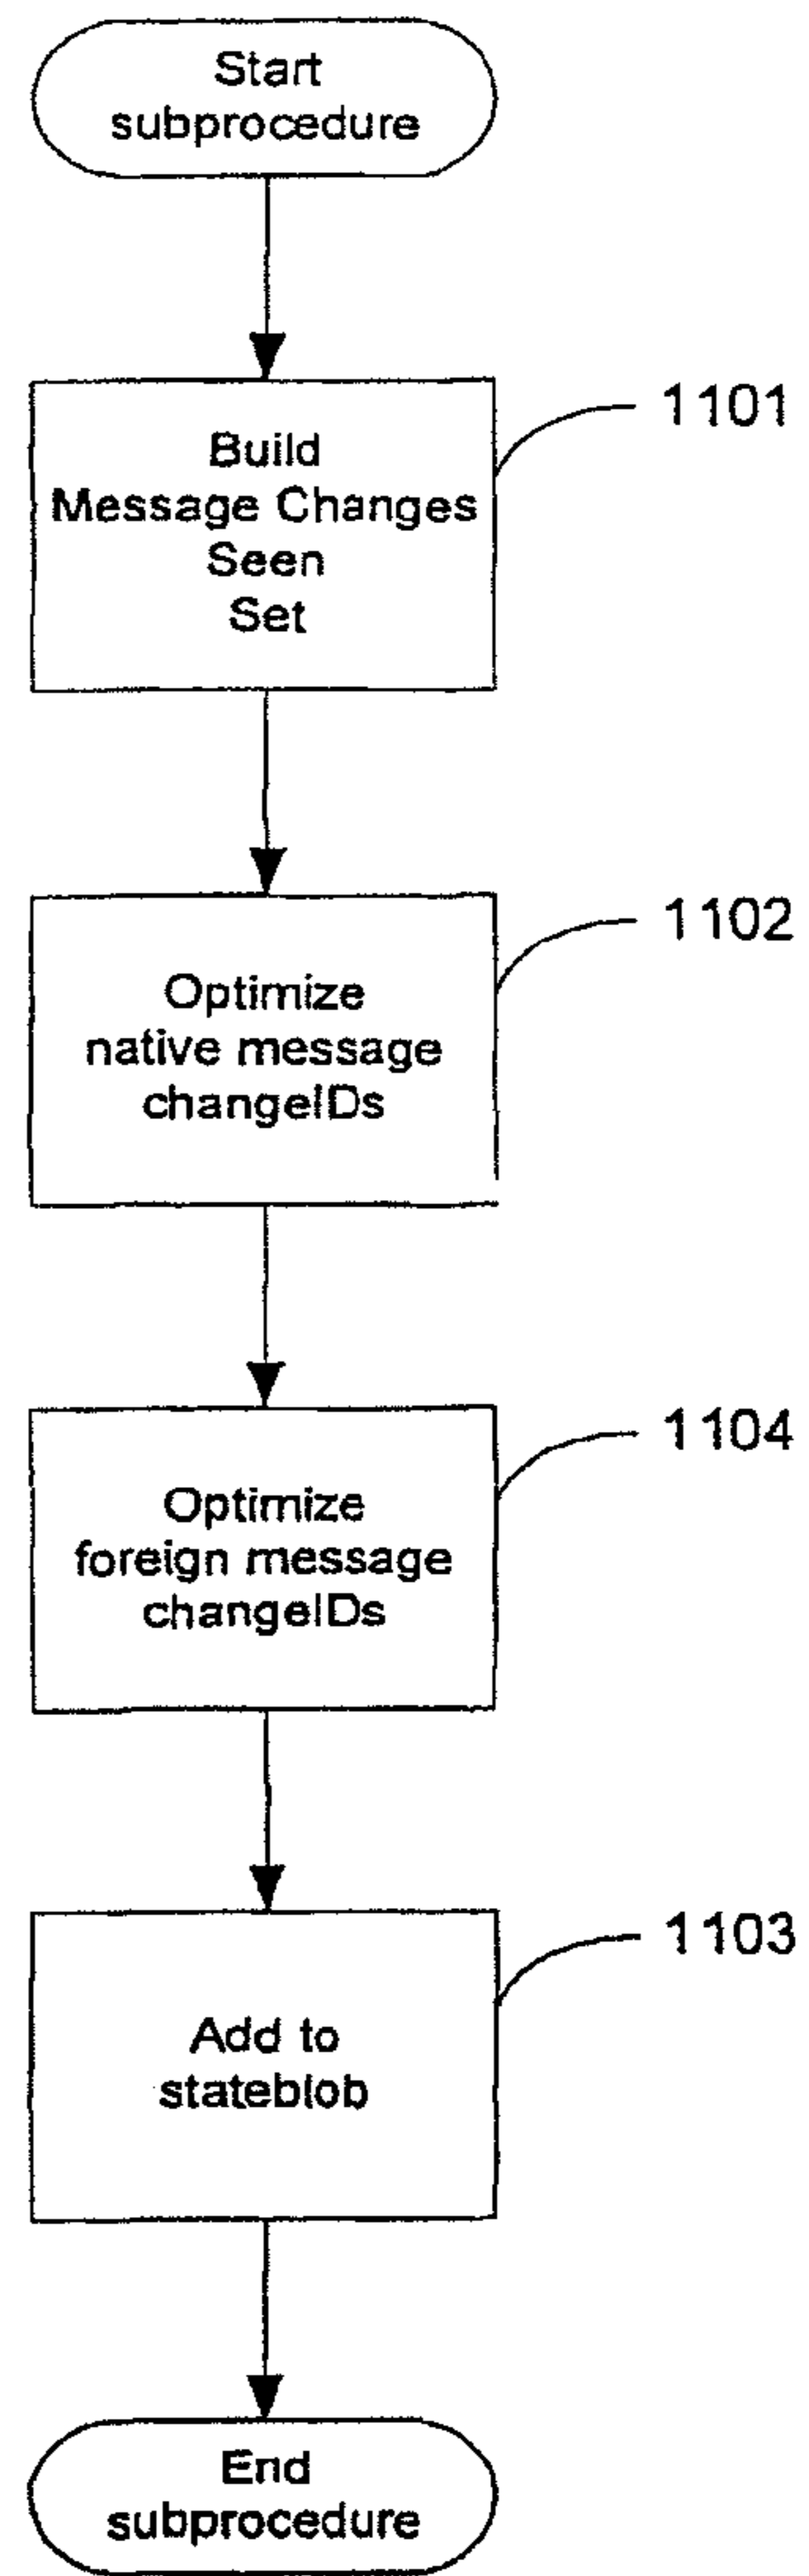 Start
subprocedure
1101
Build
Message Changes
Seen
Set
1102
Optimize
native message
changeIDs
1104
Optimize
foreign message
changeIDs
1103
Add to
stateblob
End
subprocedure